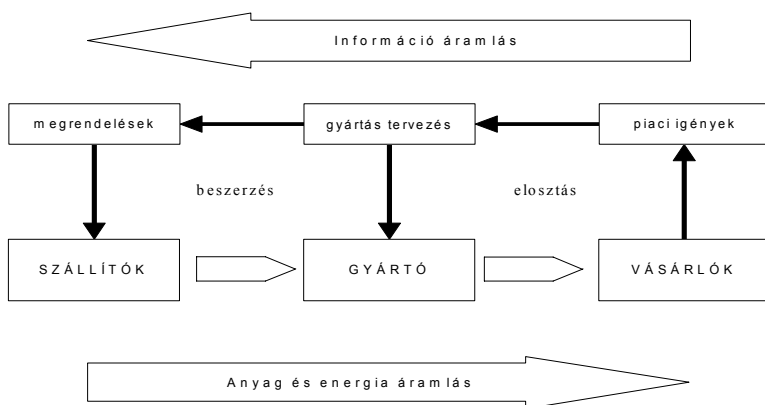 Információ áramlás
megrendelések
gyártás tervezés
piaci igények
beszerzés
elosztás
SZÁLLÍTÓK
GYÁRTÓ
VÁSÁRLÓK
Anyag és energia áramlás